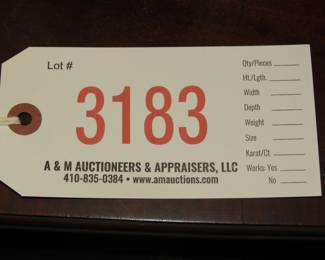 Lot #
3183
A & M AUCTIONEERS & APPRAISERS, LLC
410-835-0384 • www.amauctions.com
Qty/Pieces
Ht./Lgth.
Width
Depth
Weight
Size
Karat/Ct
Works: Yes
No